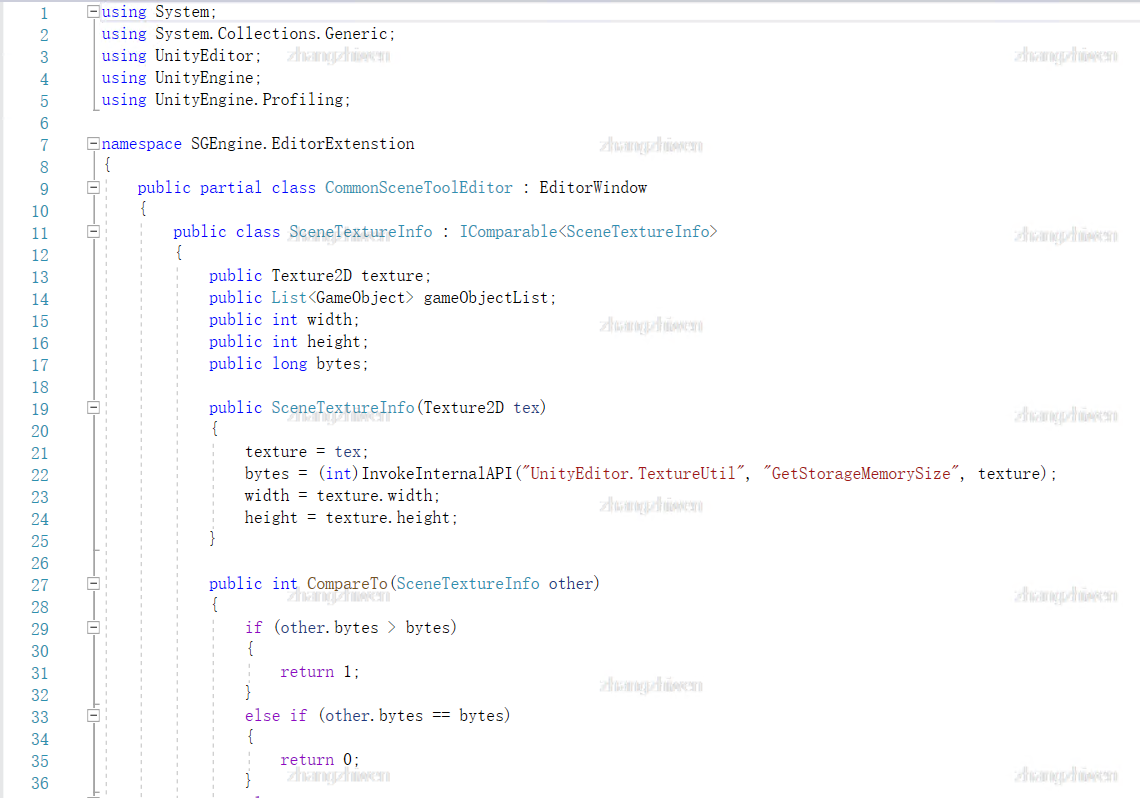 1 using System;
2 using System.Collections.Generic;
3 using UnityEditor;
4 using UnityEngine;
5 using UnityEngine.Profiling;
6
7 namespace SGEngine.EditorExtenstion
8 {
9 public partial class CommonSceneToolEditor : EditorWindow
10 {
11 public class SceneTextureInfo : IComparable<SceneTextureInfo>
12 {
13 public Texture2D texture;
14 public List<GameObject> gameObjectList;
15 public int width;
16 public int height;
17 public long bytes;
18
19 public SceneTextureInfo(Texture2D tex)
20 {
21 texture = tex;
22 bytes = (int)InvokeInternalAPI("UnityEditor.TextureUtil", "GetStorageMemorySize", texture);
23 width = texture.width;
24 height = texture.height;
25 }
26
27 public int CompareTo(SceneTextureInfo other)
28 {
29 if (other.bytes > bytes)
30 {
31 return 1;
32 }
33 else if (other.bytes == bytes)
34 {
35 return 0;
36 }